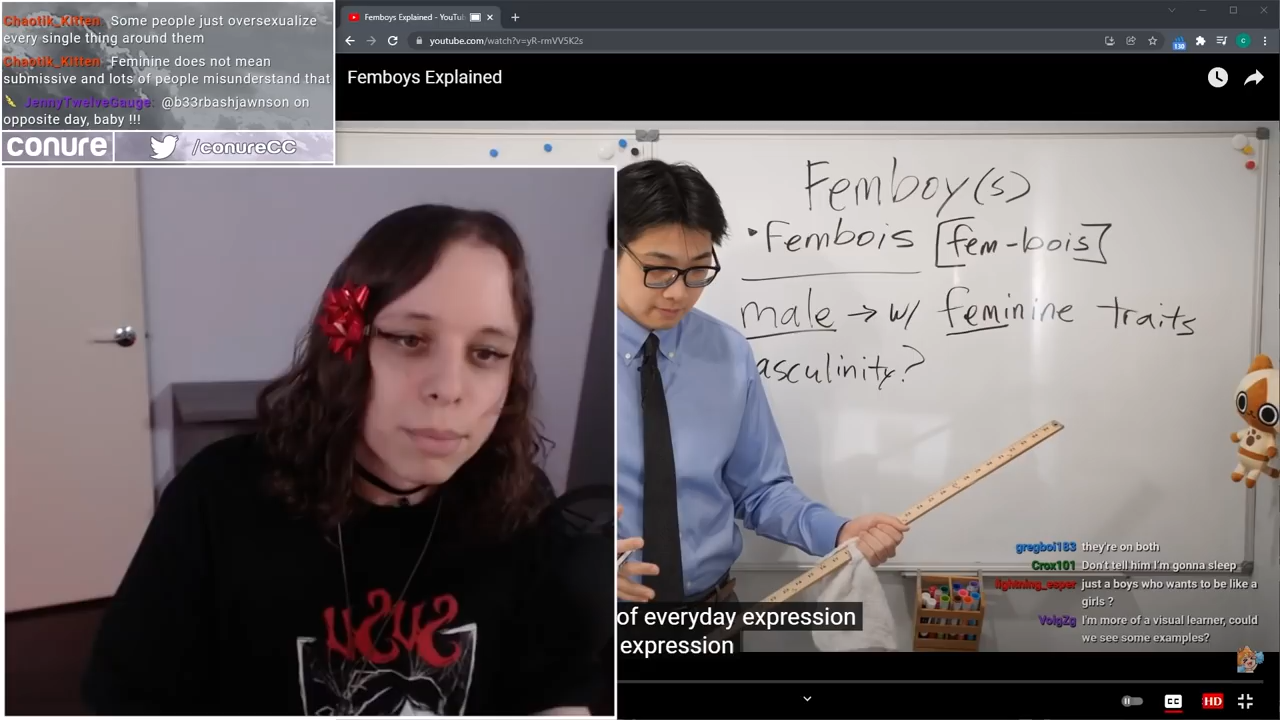 Chaotik_Kitten: Some people just oversexualize
every single thing around them
Chaotik_Kitten: Feminine does not mean
submissive and lots of people misunderstand that
JennyTwelveGauge: @b33rbashjawnson on
opposite day, baby !!!
conure /conureCC
Femboys Explained - YouTu
youtube.com/watch?v=yR-rmVV5K2s
130
Femboys Explained
Femboy(s)
• Fembois [fem-bois]
male → w/ feminine traits
asculinity?
of everyday expression
expression
gregboi183 they're on both
Crox101 Don't tell him I'm gonna sleep
fightning_esper just a boys who wants to be like a
girls ?
VolgZg I'm more of a visual learner, could
we see some examples?
CC HD